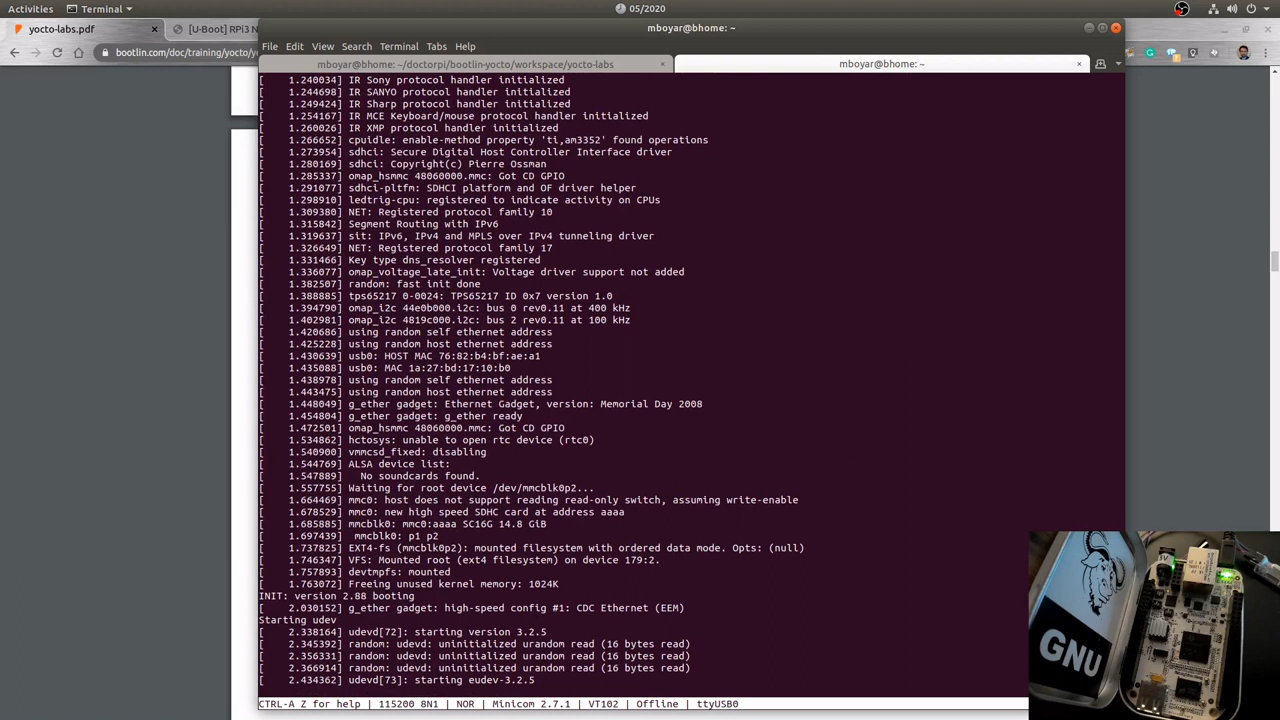 Activities
Terminal
05/2020
yocto-labs.pdf
[U-Boot] RPi3 N
bootlin.com/doc/training/yocto/yo
mboyar@bhome: ~
File Edit View Search Terminal Tabs Help
mboyar@bhome: ~/doctorpi/bootlin-yocto/workspace/yocto-labs
mboyar@bhome: ~
[    1.240034] IR Sony protocol handler initialized
[    1.244698] IR SANYO protocol handler initialized
[    1.249424] IR Sharp protocol handler initialized
[    1.254167] IR MCE Keyboard/mouse protocol handler initialized
[    1.260026] IR XMP protocol handler initialized
[    1.266652] cpuidle: enable-method property 'ti,am3352' found operations
[    1.273954] sdhci: Secure Digital Host Controller Interface driver
[    1.280169] sdhci: Copyright(c) Pierre Ossman
[    1.285337] omap_hsmmc 48060000.mmc: Got CD GPIO
[    1.291077] sdhci-pltfm: SDHCI platform and OF driver helper
[    1.298910] ledtrig-cpu: registered to indicate activity on CPUs
[    1.309380] NET: Registered protocol family 10
[    1.315842] Segment Routing with IPv6
[    1.319637] sit: IPv6, IPv4 and MPLS over IPv4 tunneling driver
[    1.326649] NET: Registered protocol family 17
[    1.331466] Key type dns_resolver registered
[    1.336077] omap_voltage_late_init: Voltage driver support not added
[    1.382507] random: fast init done
[    1.388885] tps65217 0-0024: TPS65217 ID 0x7 version 1.0
[    1.394790] omap_i2c 44e0b000.i2c: bus 0 rev0.11 at 400 kHz
[    1.402981] omap_i2c 4819c000.i2c: bus 2 rev0.11 at 100 kHz
[    1.420686] using random self ethernet address
[    1.425228] using random host ethernet address
[    1.430639] usb0: HOST MAC 76:82:b4:bf:ae:a1
[    1.435088] usb0: MAC 1a:27:bd:17:10:b0
[    1.438978] using random self ethernet address
[    1.443475] using random host ethernet address
[    1.448049] g_ether gadget: Ethernet Gadget, version: Memorial Day 2008
[    1.454804] g_ether gadget: g_ether ready
[    1.472501] omap_hsmmc 48060000.mmc: Got CD GPIO
[    1.534862] hctosys: unable to open rtc device (rtc0)
[    1.540900] vmmcsd_fixed: disabling
[    1.544769] ALSA device list:
[    1.547889]   No soundcards found.
[    1.557755] Waiting for root device /dev/mmcblk0p2...
[    1.664469] mmc0: host does not support reading read-only switch, assuming write-enable
[    1.678529] mmc0: new high speed SDHC card at address aaaa
[    1.685885] mmcblk0: mmc0:aaaa SC16G 14.8 GiB
[    1.697439]  mmcblk0: p1 p2
[    1.737825] EXT4-fs (mmcblk0p2): mounted filesystem with ordered data mode. Opts: (null)
[    1.746347] VFS: Mounted root (ext4 filesystem) on device 179:2.
[    1.757893] devtmpfs: mounted
[    1.763072] Freeing unused kernel memory: 1024K
INIT: version 2.88 booting
[    2.030152] g_ether gadget: high-speed config #1: CDC Ethernet (EEM)
Starting udev
[    2.338164] udevd[72]: starting version 3.2.5
[    2.345392] random: udevd: uninitialized urandom read (16 bytes read)
[    2.356331] random: udevd: uninitialized urandom read (16 bytes read)
[    2.366914] random: udevd: uninitialized urandom read (16 bytes read)
[    2.434362] udevd[73]: starting eudev-3.2.5
CTRL-A Z for help | 115200 8N1 | NOR | Minicom 2.7.1 | VT102 | Offline | ttyUSB0
GNU